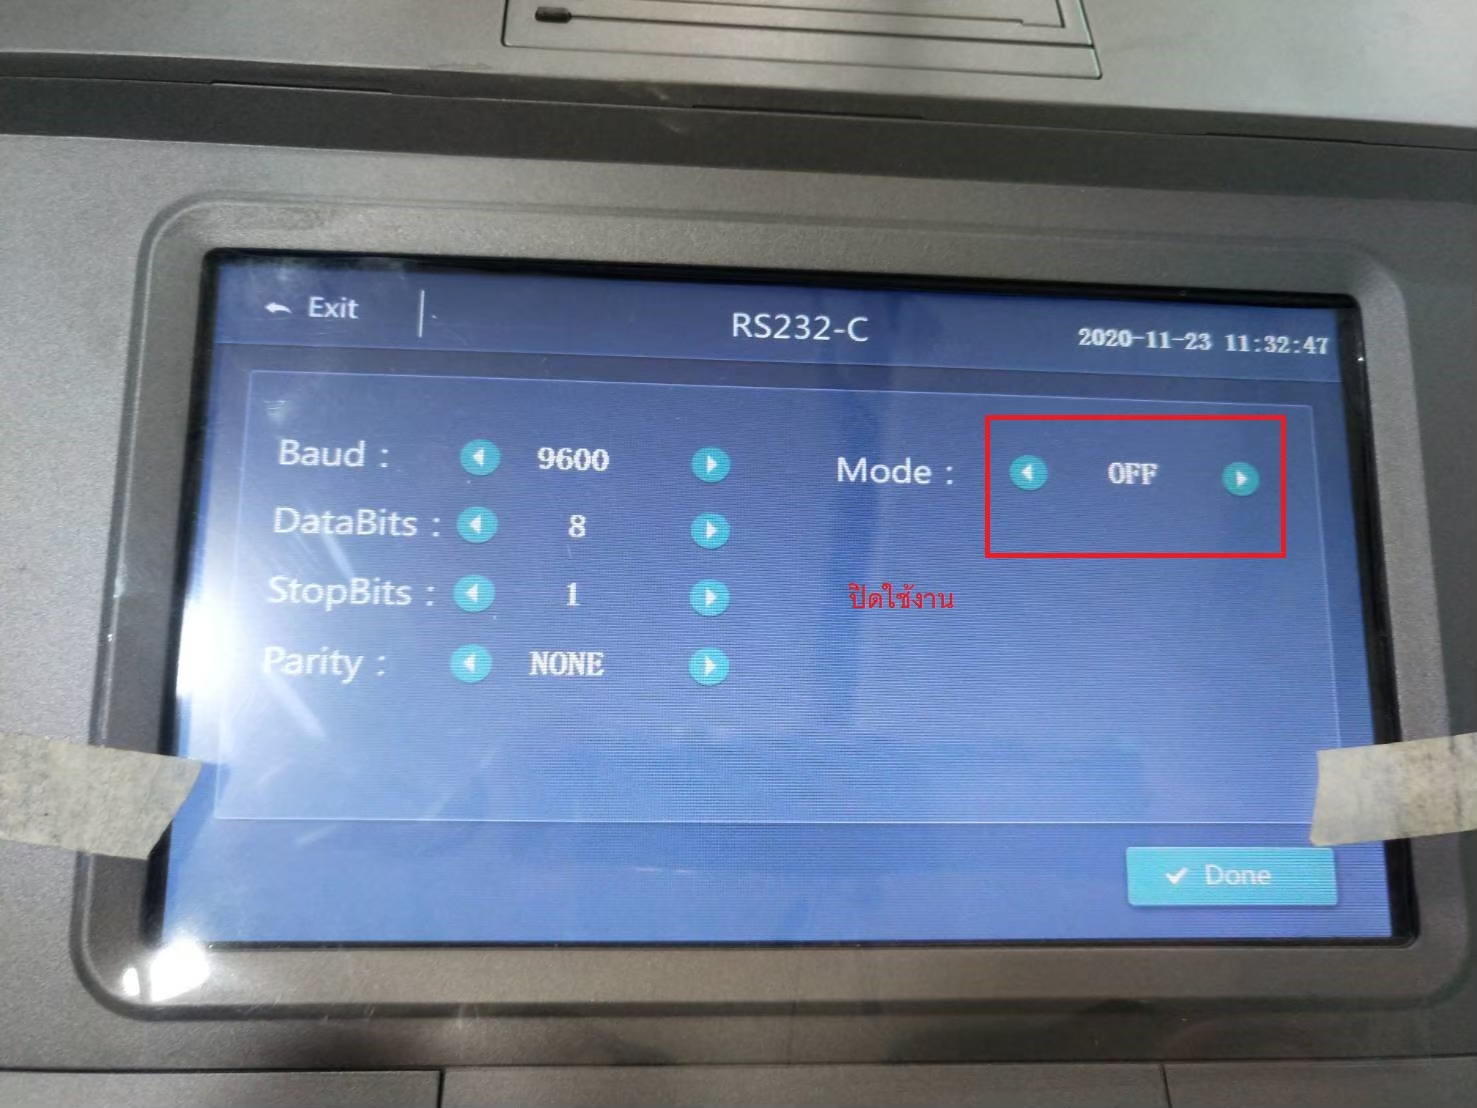 Exit
RS232-C
2020-11-23 11:32:47
Baud : 9600
Mode : OFF
DataBits : 8
StopBits : 1
ปิดใช้งาน
Parity : NONE
Done